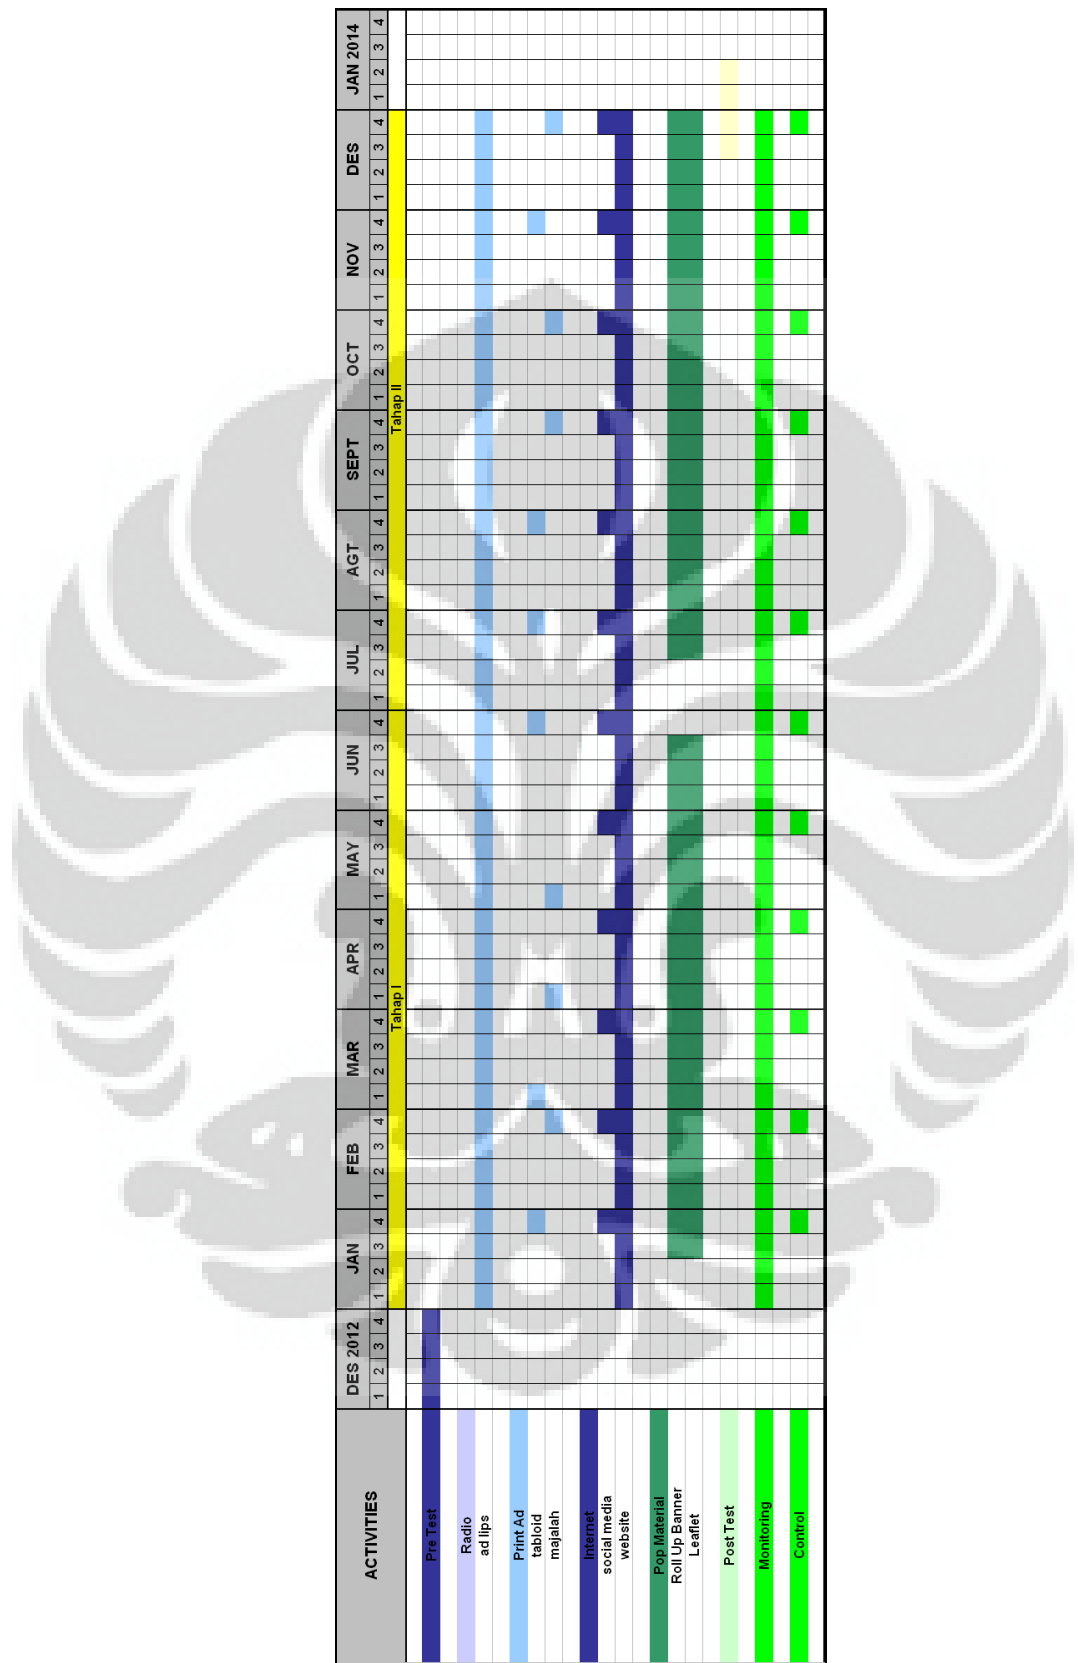 ACTIVITIES
DES 2012 JAN FEB MAR APR MAY JUN JUL AGT SEPT OCT NOV DES JAN 2014
1 2 3 4 1 2 3 4 1 2 3 4 1 2 3 4 1 2 3 4 1 2 3 4 1 2 3 4 1 2 3 4 1 2 3 4 1 2 3 4 1 2 3 4 1 2 3 4 1 2 3 4 1 2 3 4
Tahap I Tahap II
Pre Test
Radio
ad lips
Print Ad
tabloid
majalah
Internet
social media
website
Pop Material
Roll Up Banner
Leaflet
Post Test
Monitoring
Control